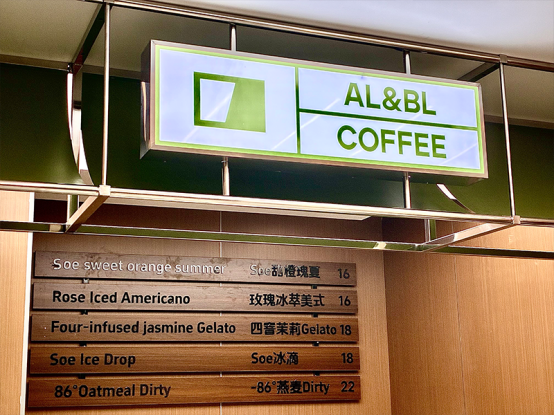 AL&BL
COFFEE
Soe sweet orange summer Soe甜橙瑰夏 16
Rose Iced Americano 玫瑰冰萃美式 16
Four-infused jasmine Gelato 四窨茉莉Gelato 18
Soe Ice Drop Soe冰滴 18
86°Oatmeal Dirty -86°燕麦Dirty 22